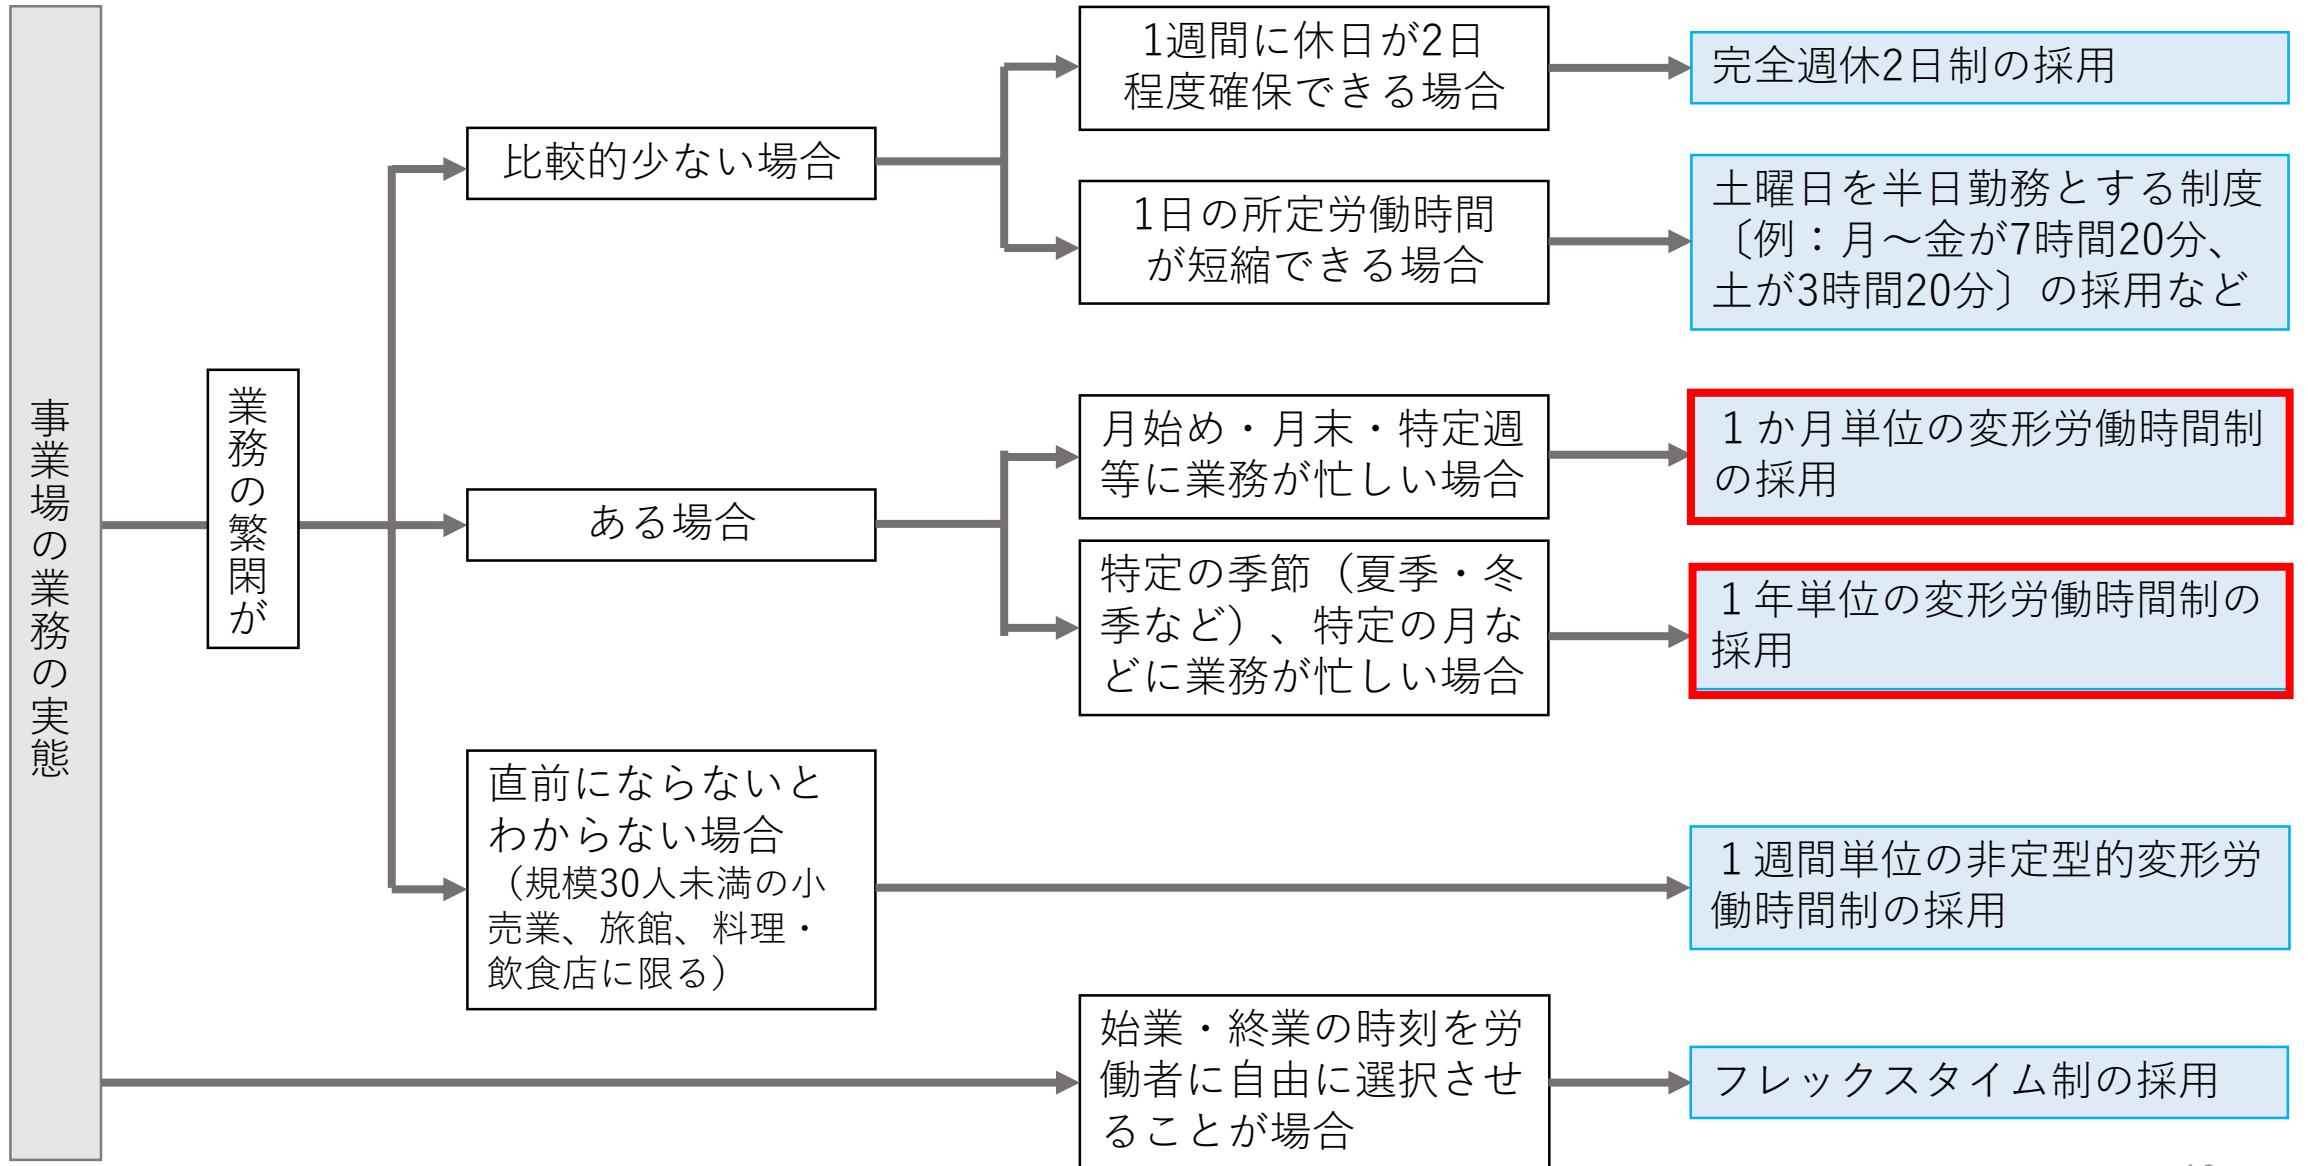 事業場の業務の実態
業務の繁閑が
比較的少ない場合
1週間に休日が2日
程度確保できる場合
完全週休2日制の採用
1日の所定労働時間
が短縮できる場合
土曜日を半日勤務とする制度
〔例：月～金が7時間20分、
土が3時間20分〕の採用など
ある場合
月始め・月末・特定週
等に業務が忙しい場合
１か月単位の変形労働時間制
の採用
特定の季節（夏季・冬
季など）、特定の月な
どに業務が忙しい場合
１年単位の変形労働時間制の
採用
直前にならないと
わからない場合
（規模30人未満の小
売業、旅館、料理・
飲食店に限る）
１週間単位の非定型的変形労
働時間制の採用
始業・終業の時刻を労
働者に自由に選択させ
ることが場合
フレックスタイム制の採用